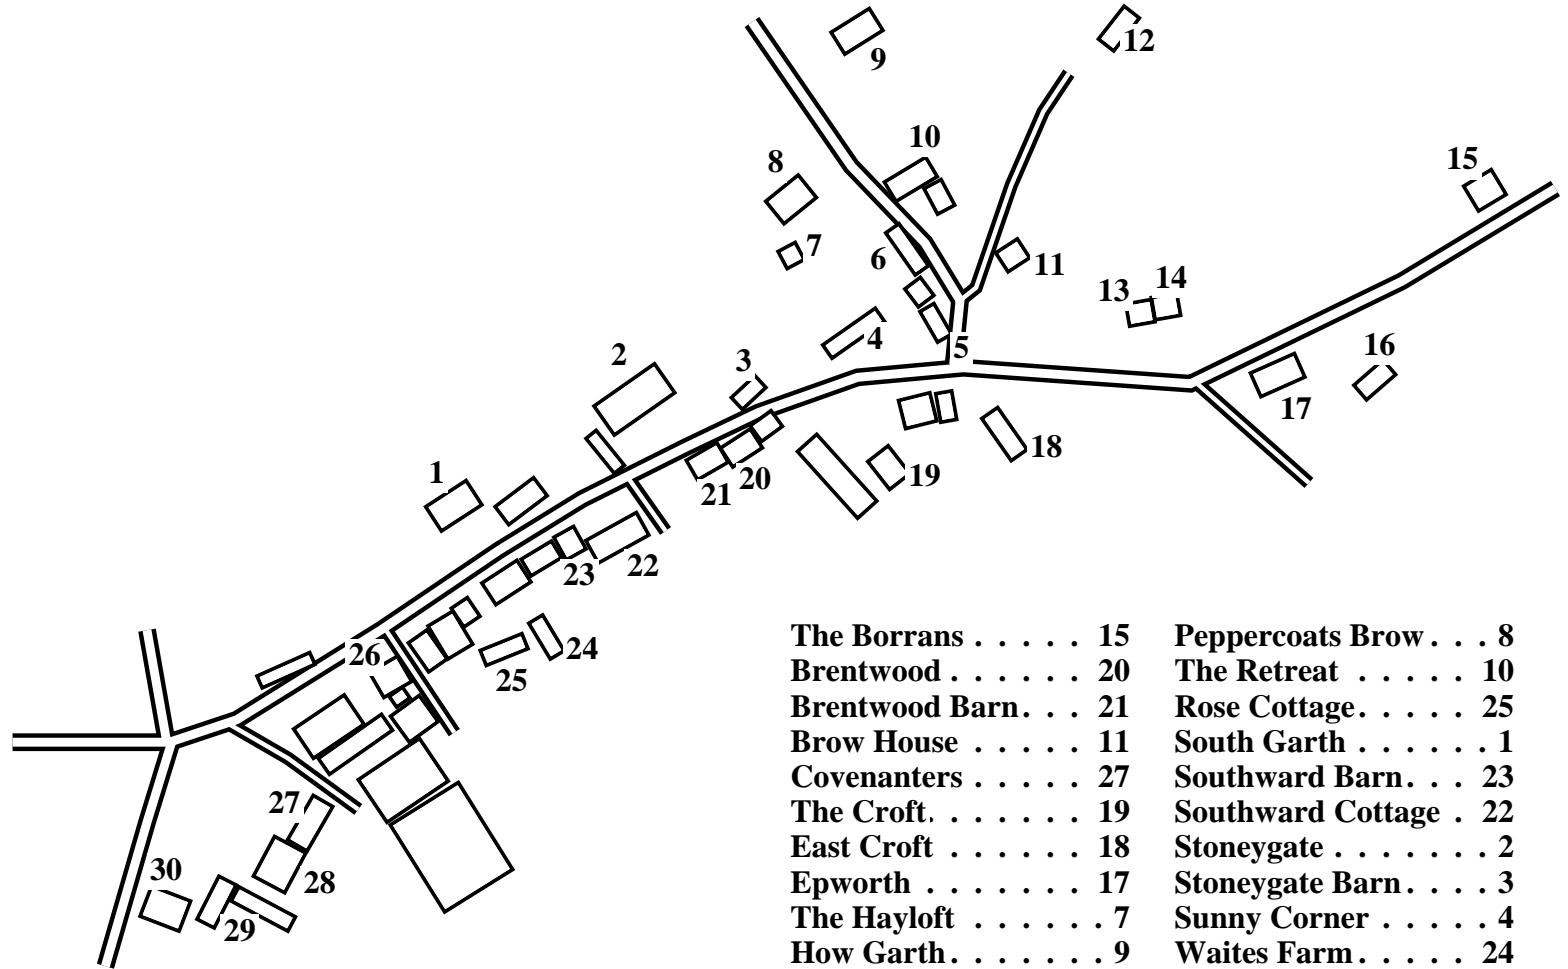 9
12
10
8
15
7
6
11
13
14
4
5
2
3
16
17
1
18
20
19
21
22
23
26
24
25
27
30
28
29
The Borrans . . . . . 15
Brentwood . . . . . . 20
Brentwood Barn. . . 21
Brow House . . . . . 11
Covenanters . . . . . 27
The Croft. . . . . . . 19
East Croft . . . . . . 18
Epworth . . . . . . . 17
The Hayloft . . . . . . 7
How Garth . . . . . . . 9
Peppercoats Brow . . . 8
The Retreat . . . . . 10
Rose Cottage. . . . . 25
South Garth . . . . . . 1
Southward Barn. . . 23
Southward Cottage . 22
Stoneygate . . . . . . . 2
Stoneygate Barn . . . . 3
Sunny Corner . . . . . 4
Waites Farm . . . . . 24